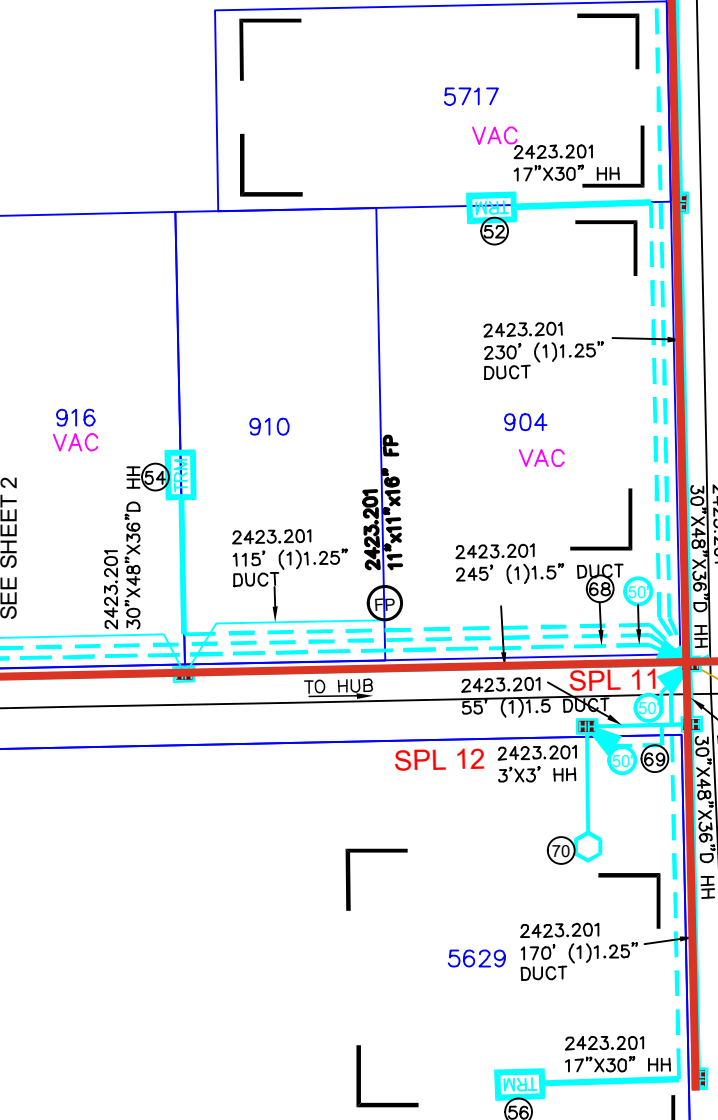 5717
VAC
2423.201
17"X30" HH
TRM
52
2423.201
230' (1)1.25"
DUCT
916
VAC
910
904
VAC
SEE SHEET 2
54
TRM
2423.201
30"X48"X36"D HH
2423.201
11"x11"x16" FP
FP
2423.201
115' (1)1.25"
DUCT
2423.201
245' (1)1.5" DUCT
68
50'
30"X48"X36"D HH
TO HUB
SPL 11
2423.201
55' (1)1.5 DUCT
50'
SPL 12
2423.201
3'X3' HH
50'
69
30"X48"X36"D HH
70
5629
2423.201
170' (1)1.25"
DUCT
2423.201
17"X30" HH
TRM
56